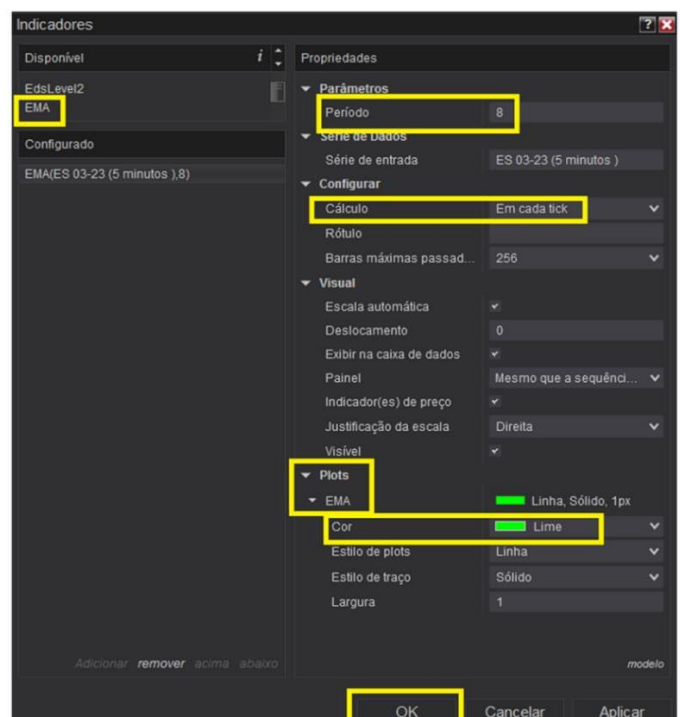 Indicadores
Disponível
EdsLevel2
EMA
Configurado
EMA(ES 03-23 (5 minutos ),8)
Adicionar remover acima abaixo
Propriedades
Parâmetros
Período 8
Série de Dados
Série de entrada ES 03-23 (5 minutos )
Configurar
Cálculo Em cada tick
Rótulo
Barras máximas passad... 256
Visual
Escala automática
Deslocamento 0
Exibir na caixa de dados
Painel Mesmo que a sequênci...
Indicador(es) de preço
Justificação da escala Direita
Visível
Plots
EMA Linha, Sólido, 1px
Cor Lime
Estilo de plots Linha
Estilo de traço Sólido
Largura 1
modelo
OK Cancelar Aplicar